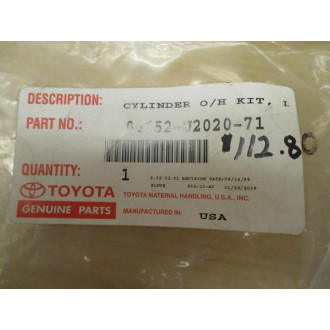 DESCRIPTION: CYLINDER O/H KIT, L
PART NO.: 04652-U2020-71
$112.80
QUANTITY: 1
TOYOTA
GENUINE PARTS
TOYOTA MATERIAL HANDLING, U.S.A., INC.
MANUFACTURED IN: USA